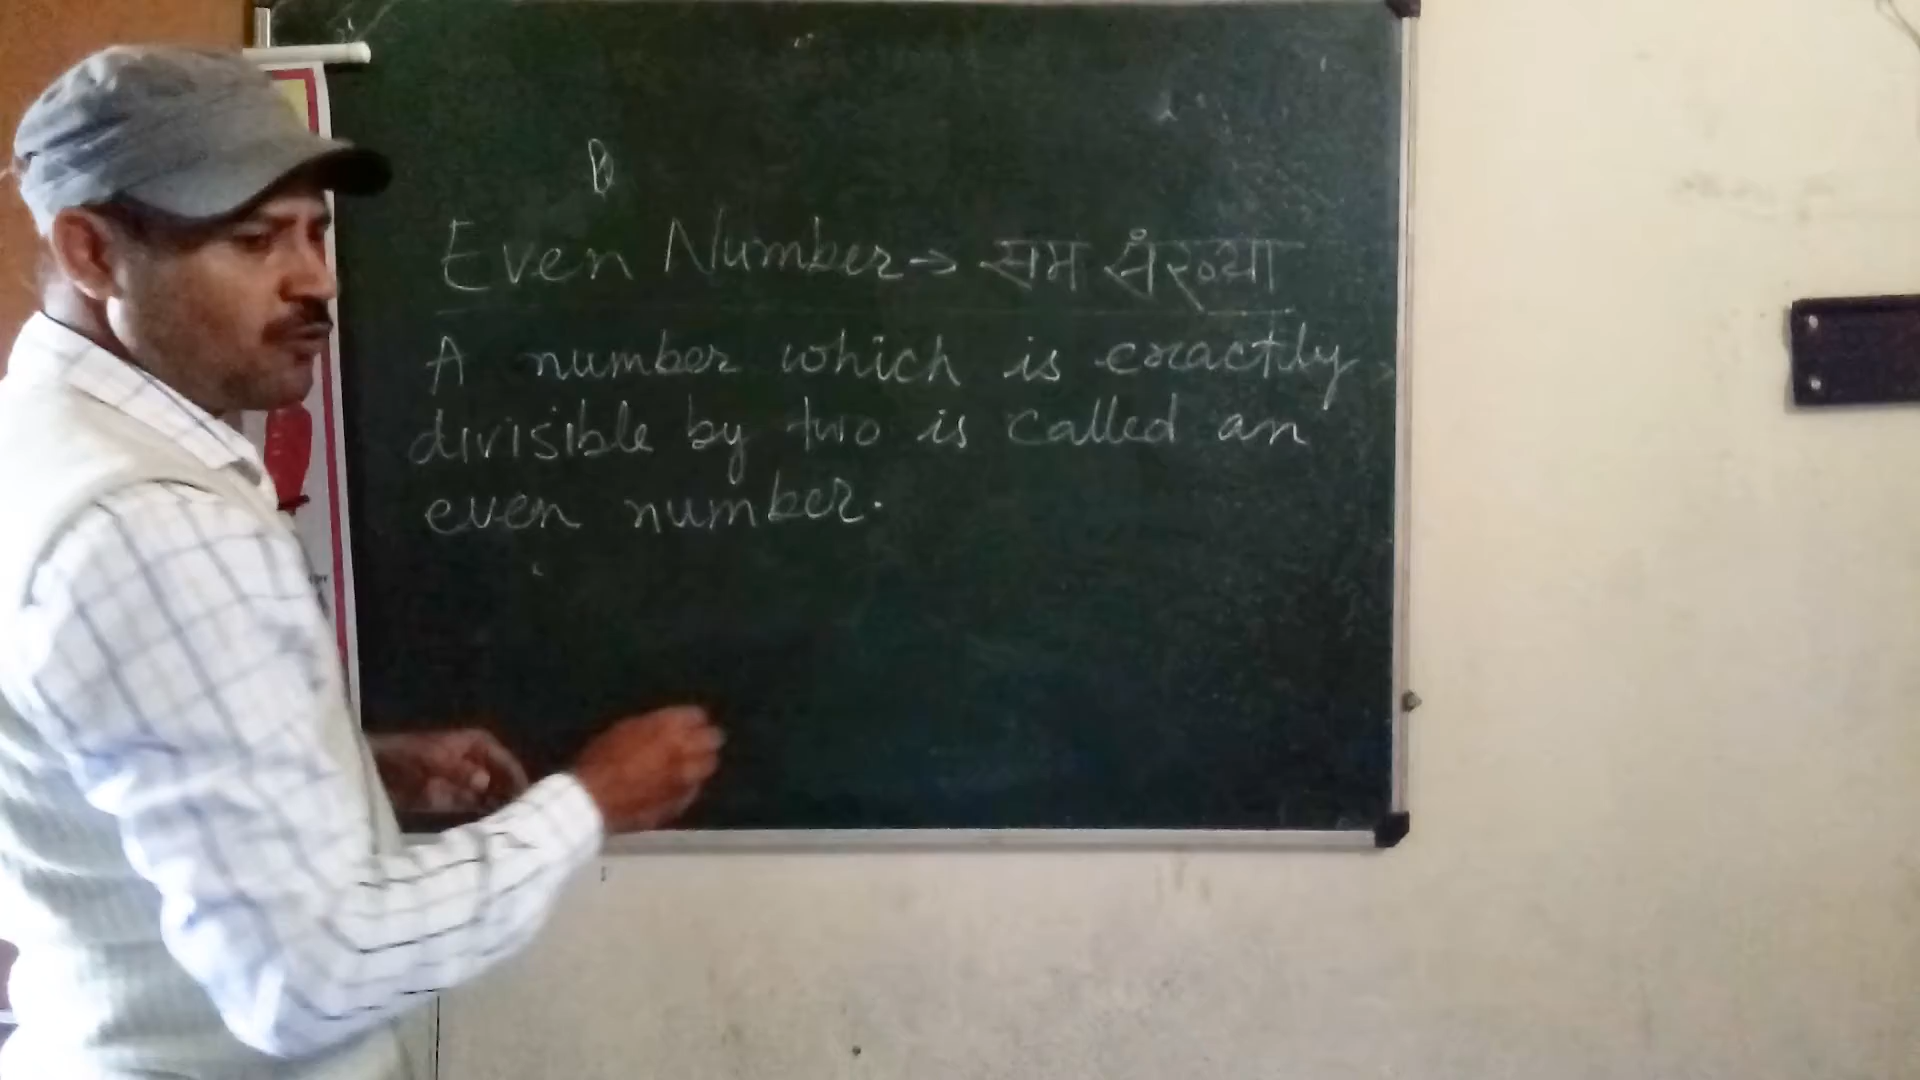 Even Number → सम संख्या
A number which is exactly
divisible by two is called an
even number.